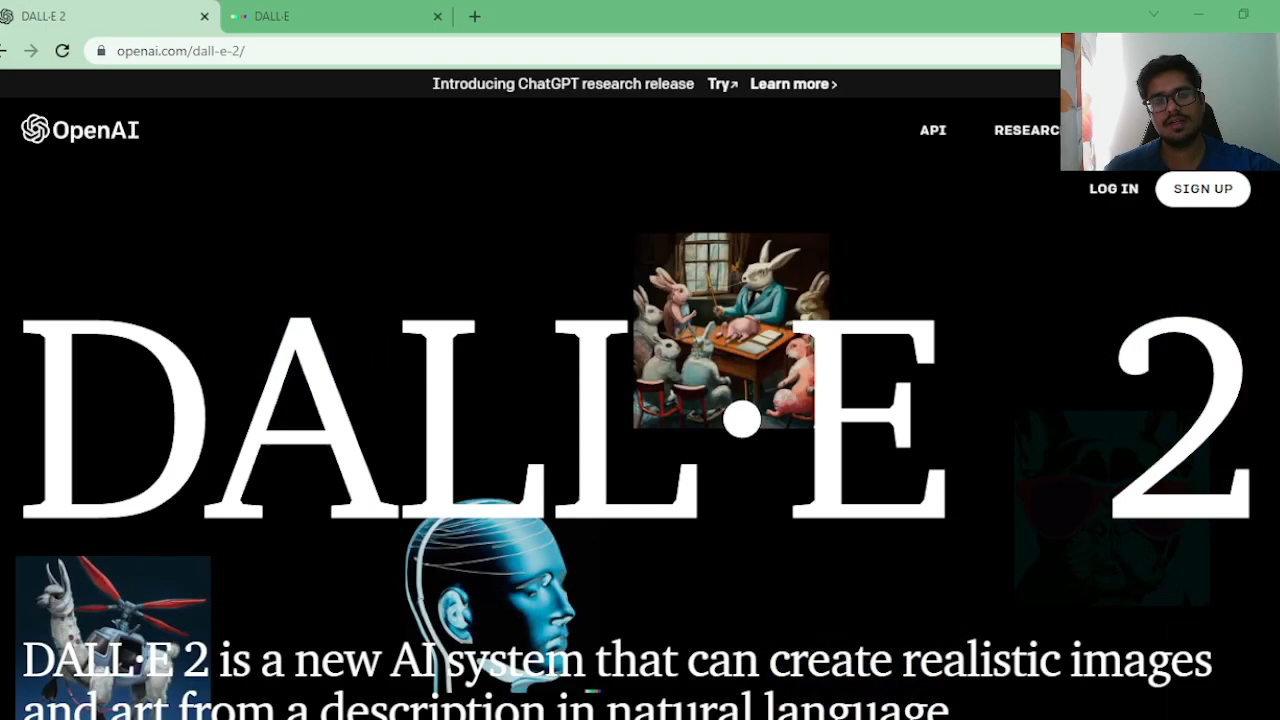 DALL·E 2
DALL·E
openai.com/dall-e-2/
Introducing ChatGPT research release Try↗ Learn more >
OpenAI
API RESEARC
LOG IN SIGN UP
DALL·E 2
DALL·E 2 is a new AI system that can create realistic images
and art from a description in natural language